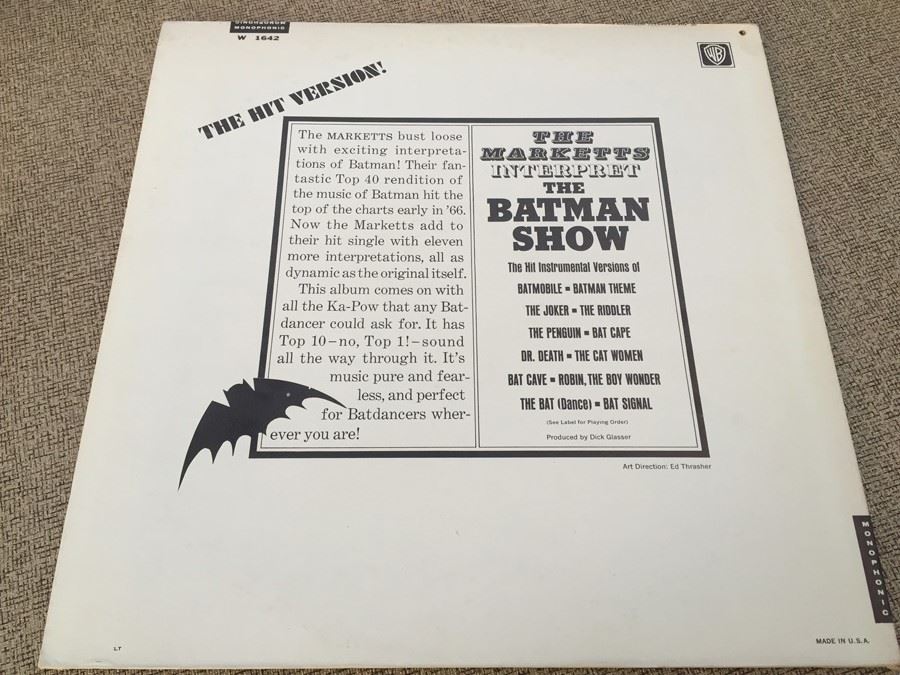 MONOPHONIC
W 1642
WB
THE HIT VERSION!
The MARKETTS bust loose
with exciting interpreta-
tions of Batman! Their fan-
tastic Top 40 rendition of
the music of Batman hit the
top of the charts early in '66.
Now the Marketts add to
their hit single with eleven
more interpretations, all as
dynamic as the original itself.
This album comes on with
all the Ka-Pow that any Bat-
dancer could ask for. It has
Top 10–no, Top 1!–sound
all the way through it. It's
music pure and fear-
less, and perfect
for Batdancers wher-
ever you are!
THE
MARKETTS
INTERPRET
THE
BATMAN
SHOW
The Hit Instrumental Versions of
BATMOBILE ▪ BATMAN THEME
THE JOKER ▪ THE RIDDLER
THE PENGUIN ▪ BAT CAPE
DR. DEATH ▪ THE CAT WOMEN
BAT CAVE ▪ ROBIN, THE BOY WONDER
THE BAT (Dance) ▪ BAT SIGNAL
(See Label for Playing Order)
Produced by Dick Glasser
Art Direction: Ed Thrasher
MONOPHONIC
LT
MADE IN U.S.A.